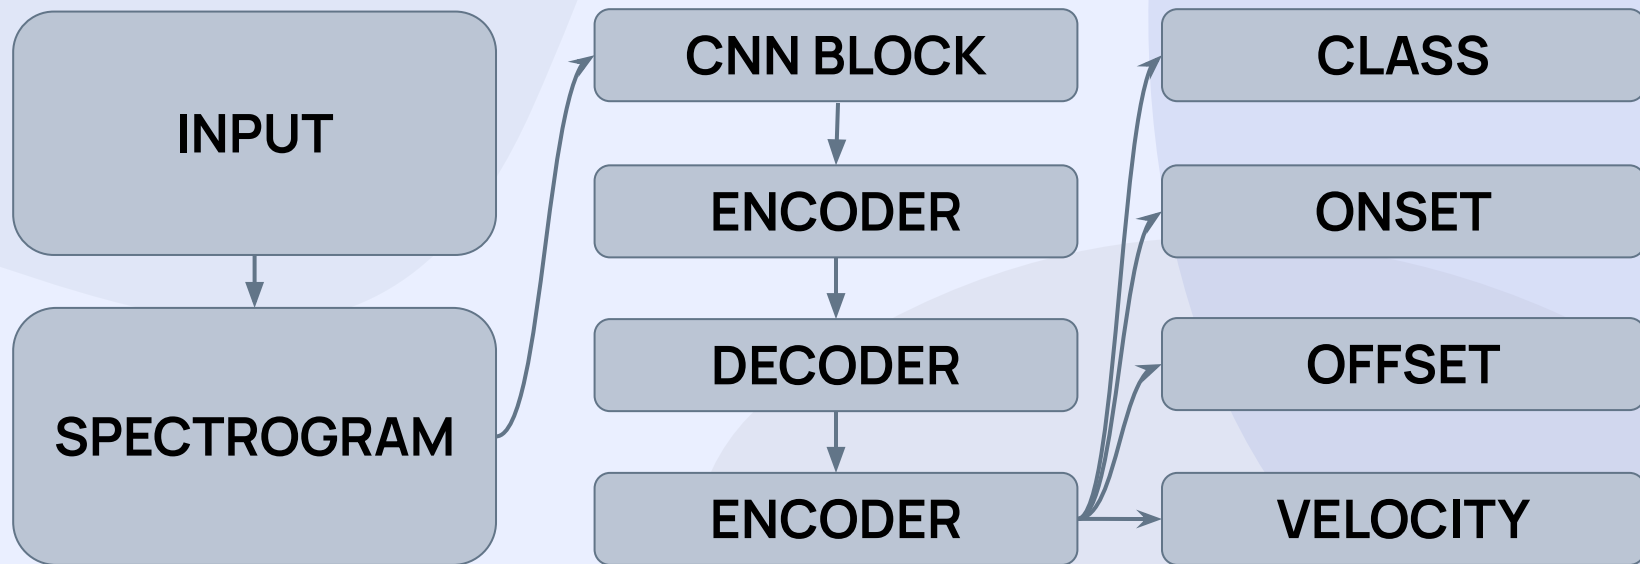 INPUT
SPECTROGRAM
CNN BLOCK
ENCODER
DECODER
ENCODER
CLASS
ONSET
OFFSET
VELOCITY